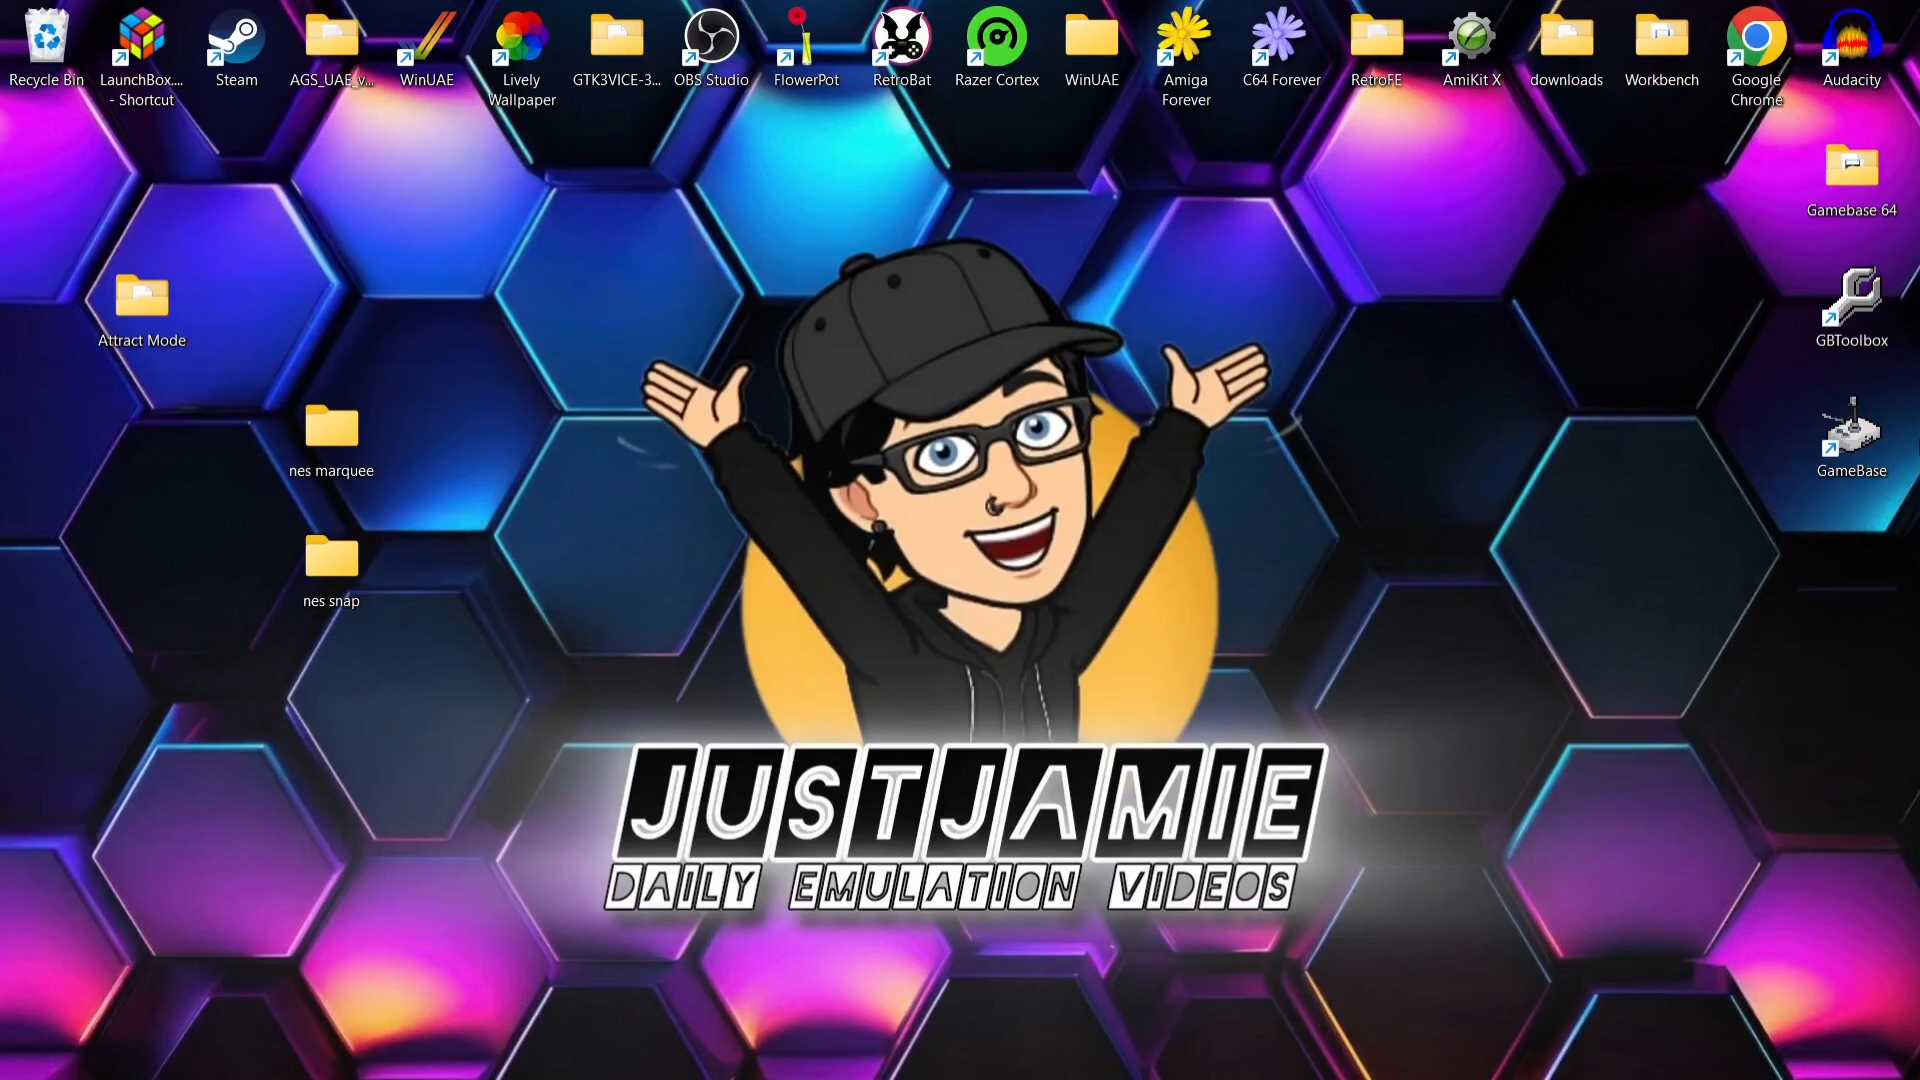 Recycle Bin
LaunchBox...
- Shortcut
Steam
AGS_UAE_v...
WinUAE
Lively
Wallpaper
GTK3VICE-3...
OBS Studio
FlowerPot
RetroBat
Razer Cortex
WinUAE
Amiga
Forever
C64 Forever
RetroFE
AmiKit X
downloads
Workbench
Google
Chrome
Audacity
Gamebase 64
Attract Mode
GBToolbox
nes marquee
GameBase
nes snap
JUSTJAMIE
DAILY EMULATION VIDEOS